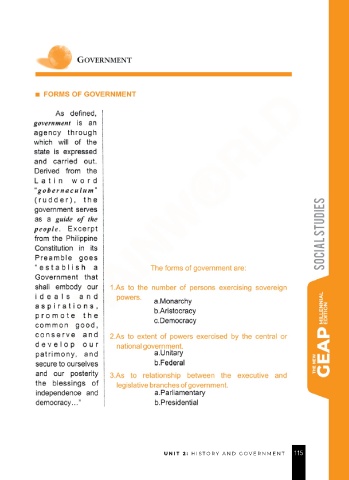 GOVERNMENT
■ FORMS OF GOVERNMENT
As defined,
government is an
agency through
which will of the
state is expressed
and carried out.
Derived from the
Latin word
"gobernaculum"
(rudder), the
government serves
as a guide of the
people. Excerpt
from the Philippine
Constitution in its
Preamble goes
"establish a
Government that
shall embody our
ideals and
aspirations,
promote the
common good,
conserve and
develop our
patrimony, and
secure to ourselves
and our posterity
the blessings of
independence and
democracy…"
The forms of government are:
1.As to the number of persons exercising sovereign
powers.
a.Monarchy
b.Aristocracy
c.Democracy
2.As to extent of powers exercised by the central or
national government.
a.Unitary
b.Federal
3.As to relationship between the executive and
legislative branches of government.
a.Parliamentary
b.Presidential
SOCIAL STUDIES
THE NEW
GEAP MILLENNIAL
EDITION
UNIT 2: HISTORY AND GOVERNMENT 115